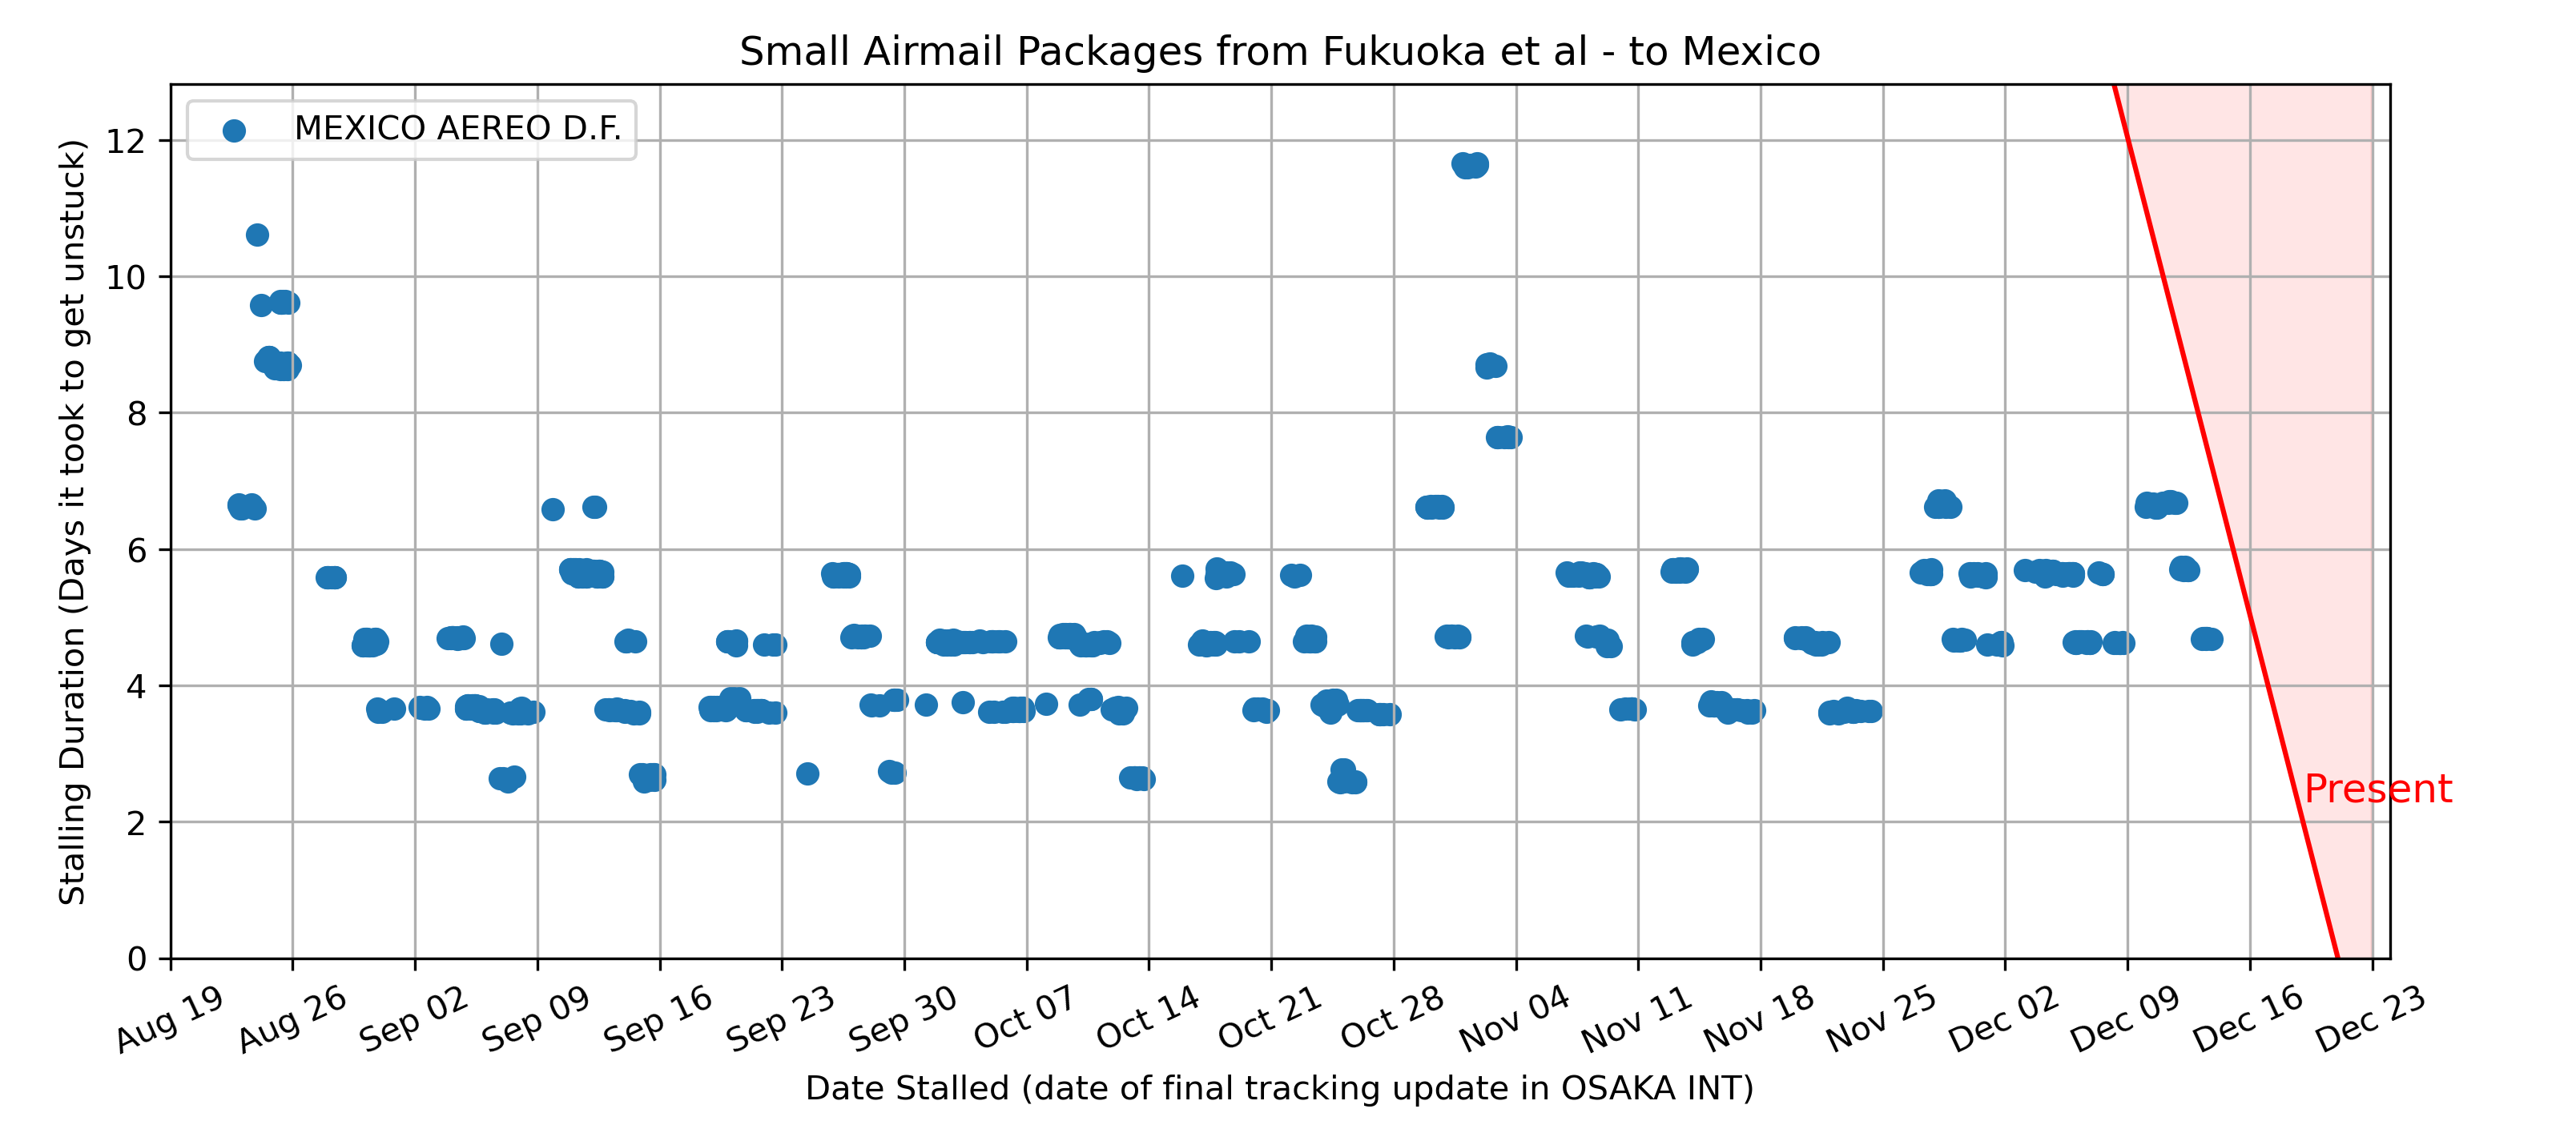 Small Airmail Packages from Fukuoka et al - to Mexico
MEXICO AEREO D.F.
Stalling Duration (Days it took to get unstuck)
12
10
8
6
4
2
0
Present
Aug 19
Aug 26
Sep 02
Sep 09
Sep 16
Sep 23
Sep 30
Oct 07
Oct 14
Oct 21
Oct 28
Nov 04
Nov 11
Nov 18
Nov 25
Dec 02
Dec 09
Dec 16
Dec 23
Date Stalled (date of final tracking update in OSAKA INT)